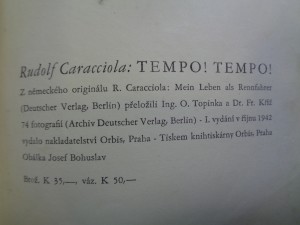 Rudolf Caracciola: TEMPO! TEMPO!
Z německého originálu R. Caracciola: Mein Leben als Rennfahrer
(Deutscher Verlag, Berlin) přeložili Ing. O. Topinka a Dr. Fr. Kříž
74 fotografií (Archiv Deutscher Verlag, Berlin) - I. vydání v říjnu 1942
vydalo nakladatelství Orbis, Praha - Tiskem knihtiskárny Orbis, Praha
Obálka Josef Bohuslav
Brož. K 35,—, váz. K 50,—